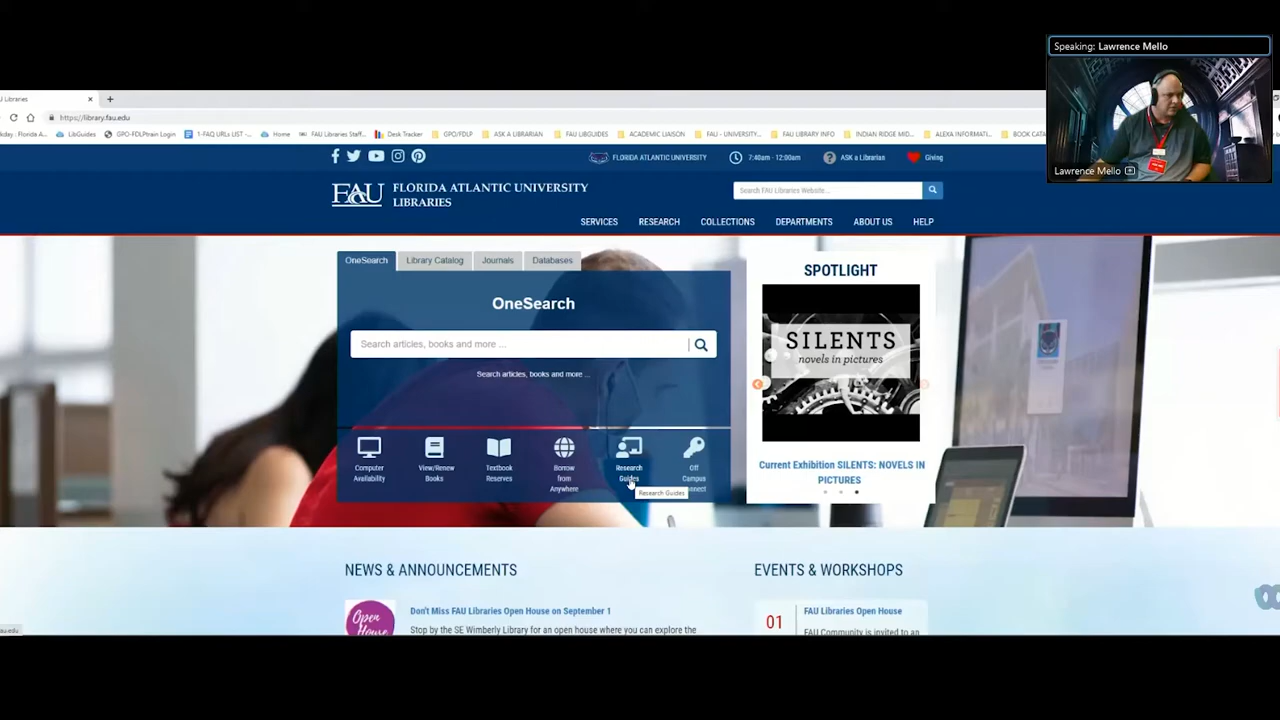 Speaking: Lawrence Mello
Lawrence Mello
U Libraries
https://library.fau.edu
LibGuides
GPO-FDLPtrain Login
1-FAQ URLs LIST -...
Home
FAU Libraries Staff...
Desk Tracker
GPO/FDLP
ASK A LIBRARIAN
FAU LIBGUIDES
ACADEMIC LIAISON
FAU - UNIVERSITY...
FAU LIBRARY INFO
INDIAN RIDGE MID...
ALEXA INFORMATI...
BOOK CATA
FLORIDA ATLANTIC UNIVERSITY
7:40am - 12:00am
ASK a Librarian
Giving
FAU
FLORIDA ATLANTIC UNIVERSITY
LIBRARIES
Search FAU Libraries Website...
SERVICES
RESEARCH
COLLECTIONS
DEPARTMENTS
ABOUT US
HELP
OneSearch
Library Catalog
Journals
Databases
OneSearch
Search articles, books and more ...
Search articles, books and more ...
Computer
Availability
View/Renew
Books
Textbook
Reserves
Borrow
from
Anywhere
Research
Guides
Research Guides
Off
Campus
onnect
SPOTLIGHT
SILENTS
novels in pictures
Current Exhibition SILENTS: NOVELS IN
PICTURES
NEWS & ANNOUNCEMENTS
Open
House
Don't Miss FAU Libraries Open House on September 1
Stop by the SE Wimberly Library for an open house where you can explore the
EVENTS & WORKSHOPS
01
FAU Libraries Open House
FAU Community is invited to an